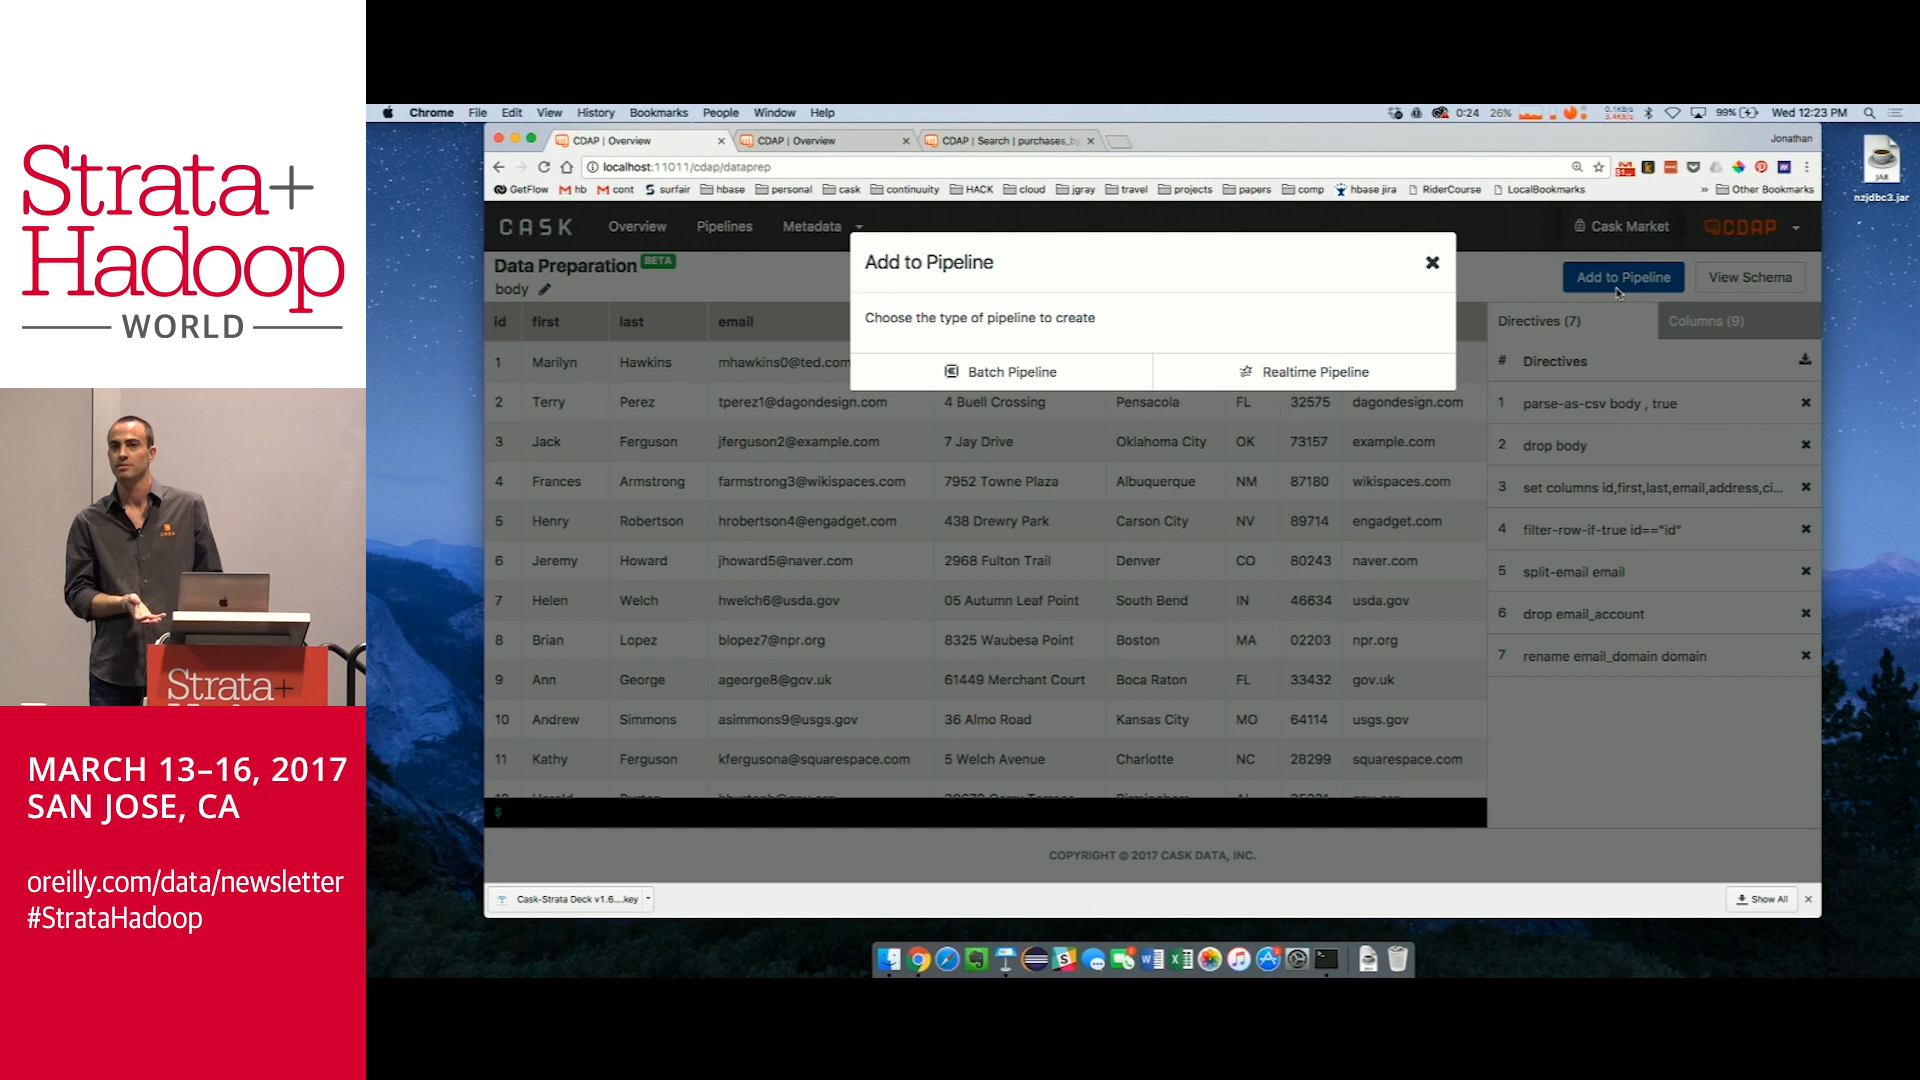 Strata+
Hadoop
WORLD
Strata+
MARCH 13–16, 2017
SAN JOSE, CA
oreilly.com/data/newsletter
#StrataHadoop
Chrome File Edit View History Bookmarks People Window Help
0:24 26% 99% Wed 12:23 PM
CDAP | Overview
CDAP | Overview
CDAP | Search | purchases_by
Jonathan
localhost:11011/cdap/dataprep
GetFlow hb cont surfair hbase personal cask continuuity HACK cloud jgray travel projects papers comp hbase jira RiderCourse LocalBookmarks » Other Bookmarks
JAR
nzjdbc3.jar
CASK Overview Pipelines Metadata Cask Market CDAP
Data Preparation BETA
body
Add to Pipeline View Schema
Add to Pipeline
Choose the type of pipeline to create
Batch Pipeline Realtime Pipeline
id first last email
1 Marilyn Hawkins mhawkins0@ted.com
2 Terry Perez tperez1@dagondesign.com 4 Buell Crossing Pensacola FL 32575 dagondesign.com
3 Jack Ferguson jferguson2@example.com 7 Jay Drive Oklahoma City OK 73157 example.com
4 Frances Armstrong farmstrong3@wikispaces.com 7952 Towne Plaza Albuquerque NM 87180 wikispaces.com
5 Henry Robertson hrobertson4@engadget.com 438 Drewry Park Carson City NV 89714 engadget.com
6 Jeremy Howard jhoward5@naver.com 2968 Fulton Trail Denver CO 80243 naver.com
7 Helen Welch hwelch6@usda.gov 05 Autumn Leaf Point South Bend IN 46634 usda.gov
8 Brian Lopez blopez7@npr.org 8325 Waubesa Point Boston MA 02203 npr.org
9 Ann George ageorge8@gov.uk 61449 Merchant Court Boca Raton FL 33432 gov.uk
10 Andrew Simmons asimmons9@usgs.gov 36 Almo Road Kansas City MO 64114 usgs.gov
11 Kathy Ferguson kfergusona@squarespace.com 5 Welch Avenue Charlotte NC 28299 squarespace.com
$
Directives (7) Columns (9)
# Directives
1 parse-as-csv body , true
2 drop body
3 set columns id,first,last,email,address,ci...
4 filter-row-if-true id=="id"
5 split-email email
6 drop email_account
7 rename email_domain domain
COPYRIGHT © 2017 CASK DATA, INC.
Cask-Strata Deck v1.6....key
Show All